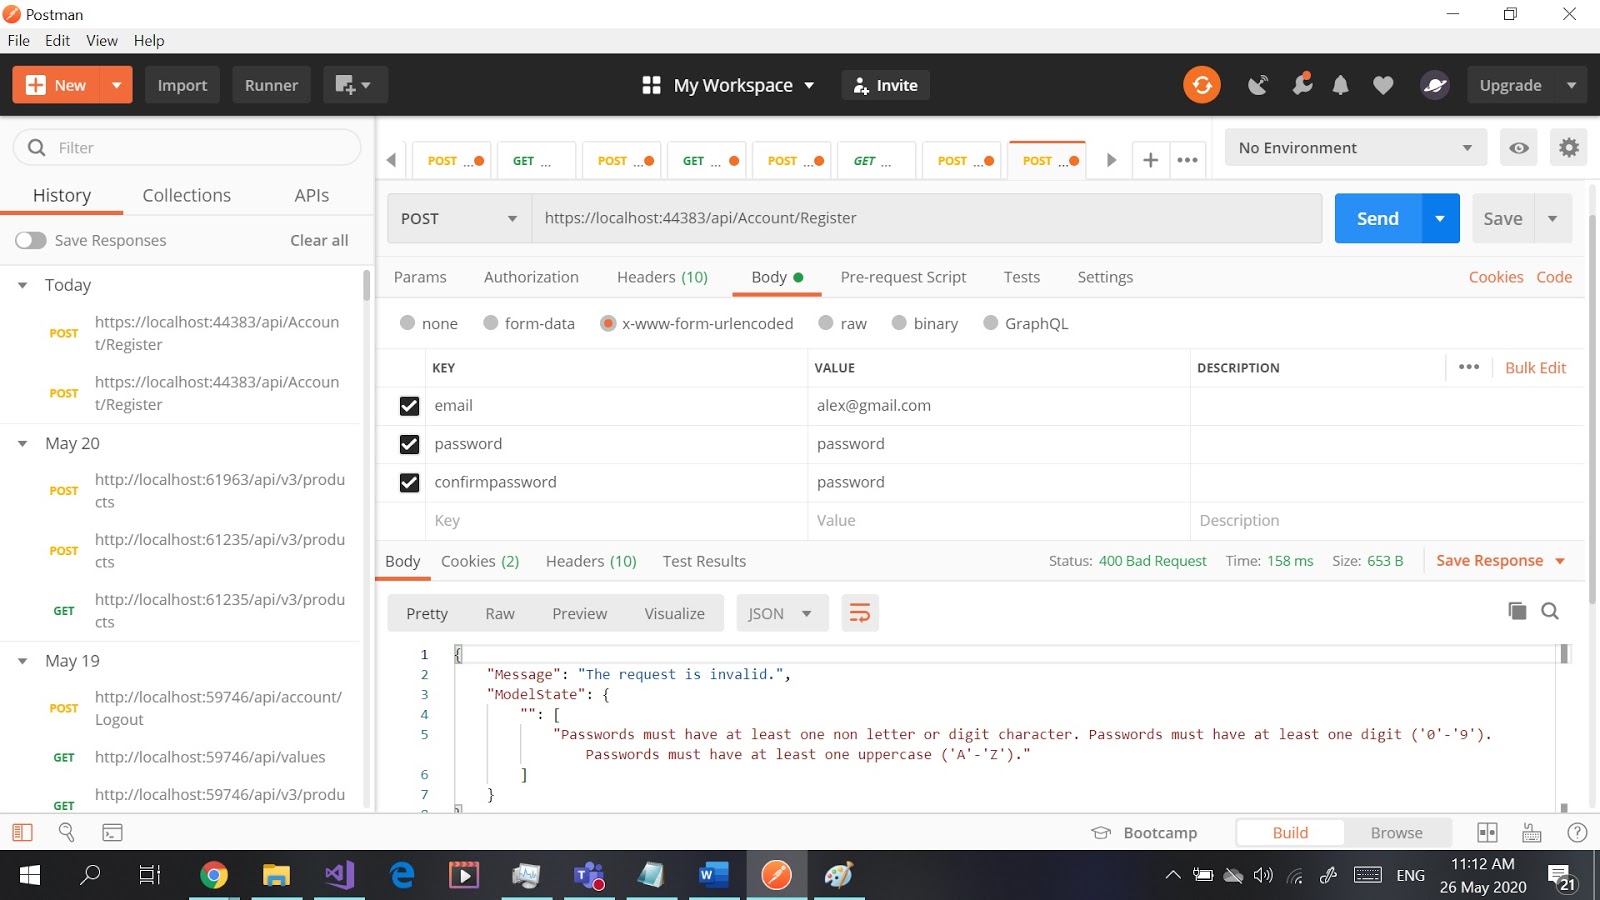 Postman
File Edit View Help
New Import Runner My Workspace Invite Upgrade
Filter
History Collections APIs
Save Responses Clear all
Today
POST https://localhost:44383/api/Accoun
t/Register
POST https://localhost:44383/api/Accoun
t/Register
May 20
POST http://localhost:61963/api/v3/produ
cts
POST http://localhost:61235/api/v3/produ
cts
GET http://localhost:61235/api/v3/produ
cts
May 19
POST http://localhost:59746/api/account/
Logout
GET http://localhost:59746/api/values
GET http://localhost:59746/api/v3/produ
POST ... GET ... POST ... GET ... POST ... GET ... POST ... POST ...
No Environment
POST https://localhost:44383/api/Account/Register Send Save
Params Authorization Headers (10) Body Pre-request Script Tests Settings Cookies Code
none form-data x-www-form-urlencoded raw binary GraphQL
KEY VALUE DESCRIPTION ••• Bulk Edit
email alex@gmail.com
password password
confirmpassword password
Key Value Description
Body Cookies (2) Headers (10) Test Results Status: 400 Bad Request Time: 158 ms Size: 653 B Save Response
Pretty Raw Preview Visualize JSON
1 {
2 "Message": "The request is invalid.",
3 "ModelState": {
4 "": [
5 "Passwords must have at least one non letter or digit character. Passwords must have at least one digit ('0'-'9').
Passwords must have at least one uppercase ('A'-'Z')."
6 ]
7 }
Bootcamp Build Browse
ENG 11:12 AM
26 May 2020
21